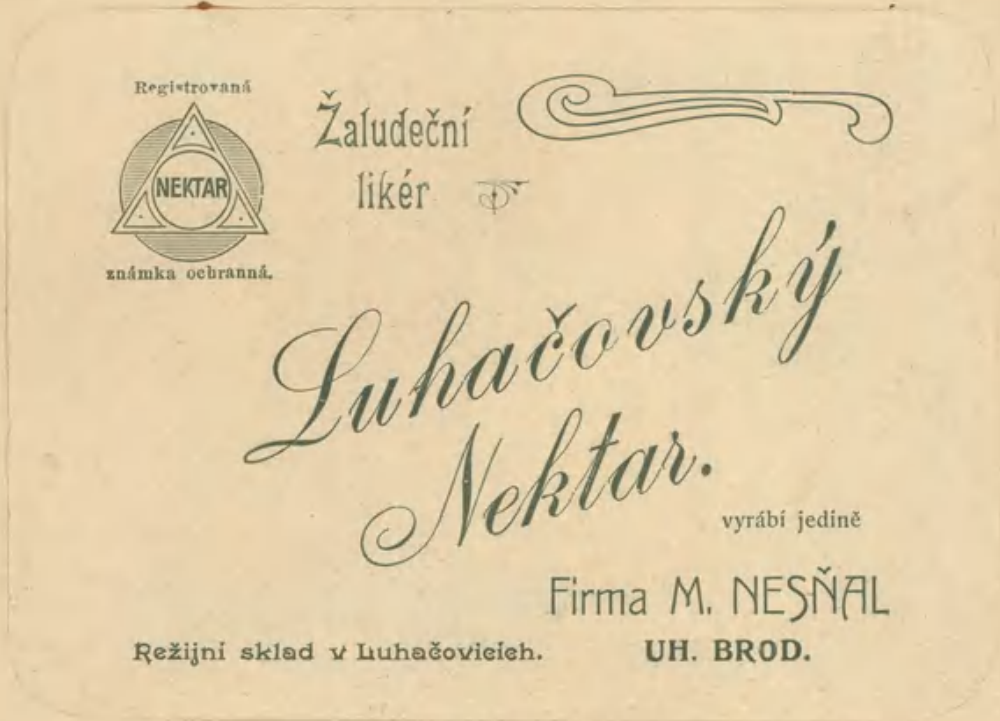 Registrovaná
NEKTAR
známka ochranná.
Žaludeční
likér
Luhačovský
Nektar.
vyrábí jedině
Firma M. NESŇAL
UH. BROD.
Režijní sklad v Luhačovicích.